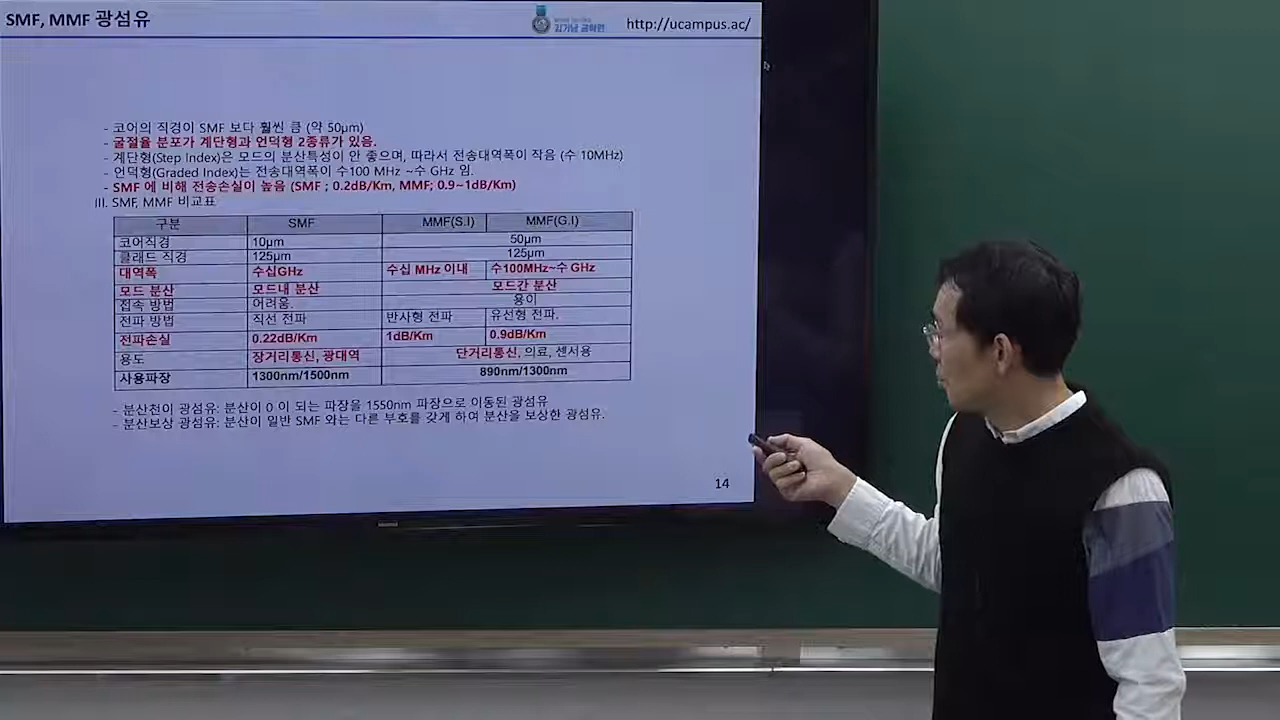 SMF, MMF 광섬유
김기남 공학원
http://ucampus.ac/
- 코어의 직경이 SMF 보다 훨씬 큼 (약 50μm)
- 굴절율 분포가 계단형과 언덕형 2종류가 있음.
- 계단형(Step Index)은 모드의 분산특성이 안 좋으며, 따라서 전송대역폭이 작음 (수 10MHz)
- 언덕형(Graded Index)는 전송대역폭이 수100 MHz ~수 GHz 임.
- SMF 에 비해 전송손실이 높음 (SMF ; 0.2dB/Km, MMF; 0.9~1dB/Km)
III. SMF, MMF 비교표
구분 SMF MMF(S.I) MMF(G.I)
코어직경 10μm 50μm
클래드 직경 125μm 125μm
대역폭 수십GHz 수십 MHz 이내 수100MHz~수 GHz
모드 분산 모드내 분산 모드간 분산
접속 방법 어려움. 용이
전파 방법 직선 전파 반사형 전파 유선형 전파.
전파손실 0.22dB/Km 1dB/Km 0.9dB/Km
용도 장거리통신, 광대역 단거리통신, 의료, 센서용
사용파장 1300nm/1500nm 890nm/1300nm
- 분산천이 광섬유: 분산이 0 이 되는 파장을 1550nm 파장으로 이동된 광섬유
- 분산보상 광섬유: 분산이 일반 SMF 와는 다른 부호를 갖게 하여 분산을 보상한 광섬유.
14